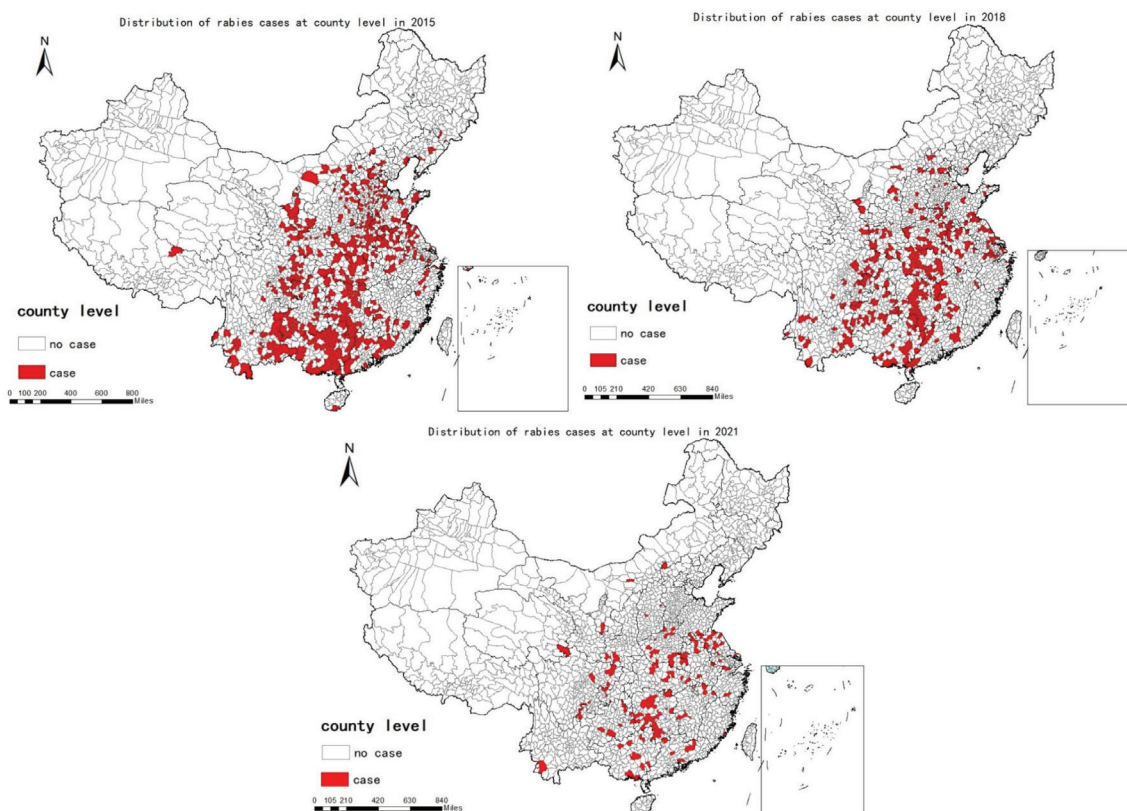 Distribution of rabies cases at county level in 2015
N
county level
no case
case
0 100 200 400 600 800
Miles
Distribution of rabies cases at county level in 2018
N
county level
no case
case
0 105 210 420 630 840
Miles
Distribution of rabies cases at county level in 2021
N
county level
no case
case
0 105 210 420 630 840
Miles